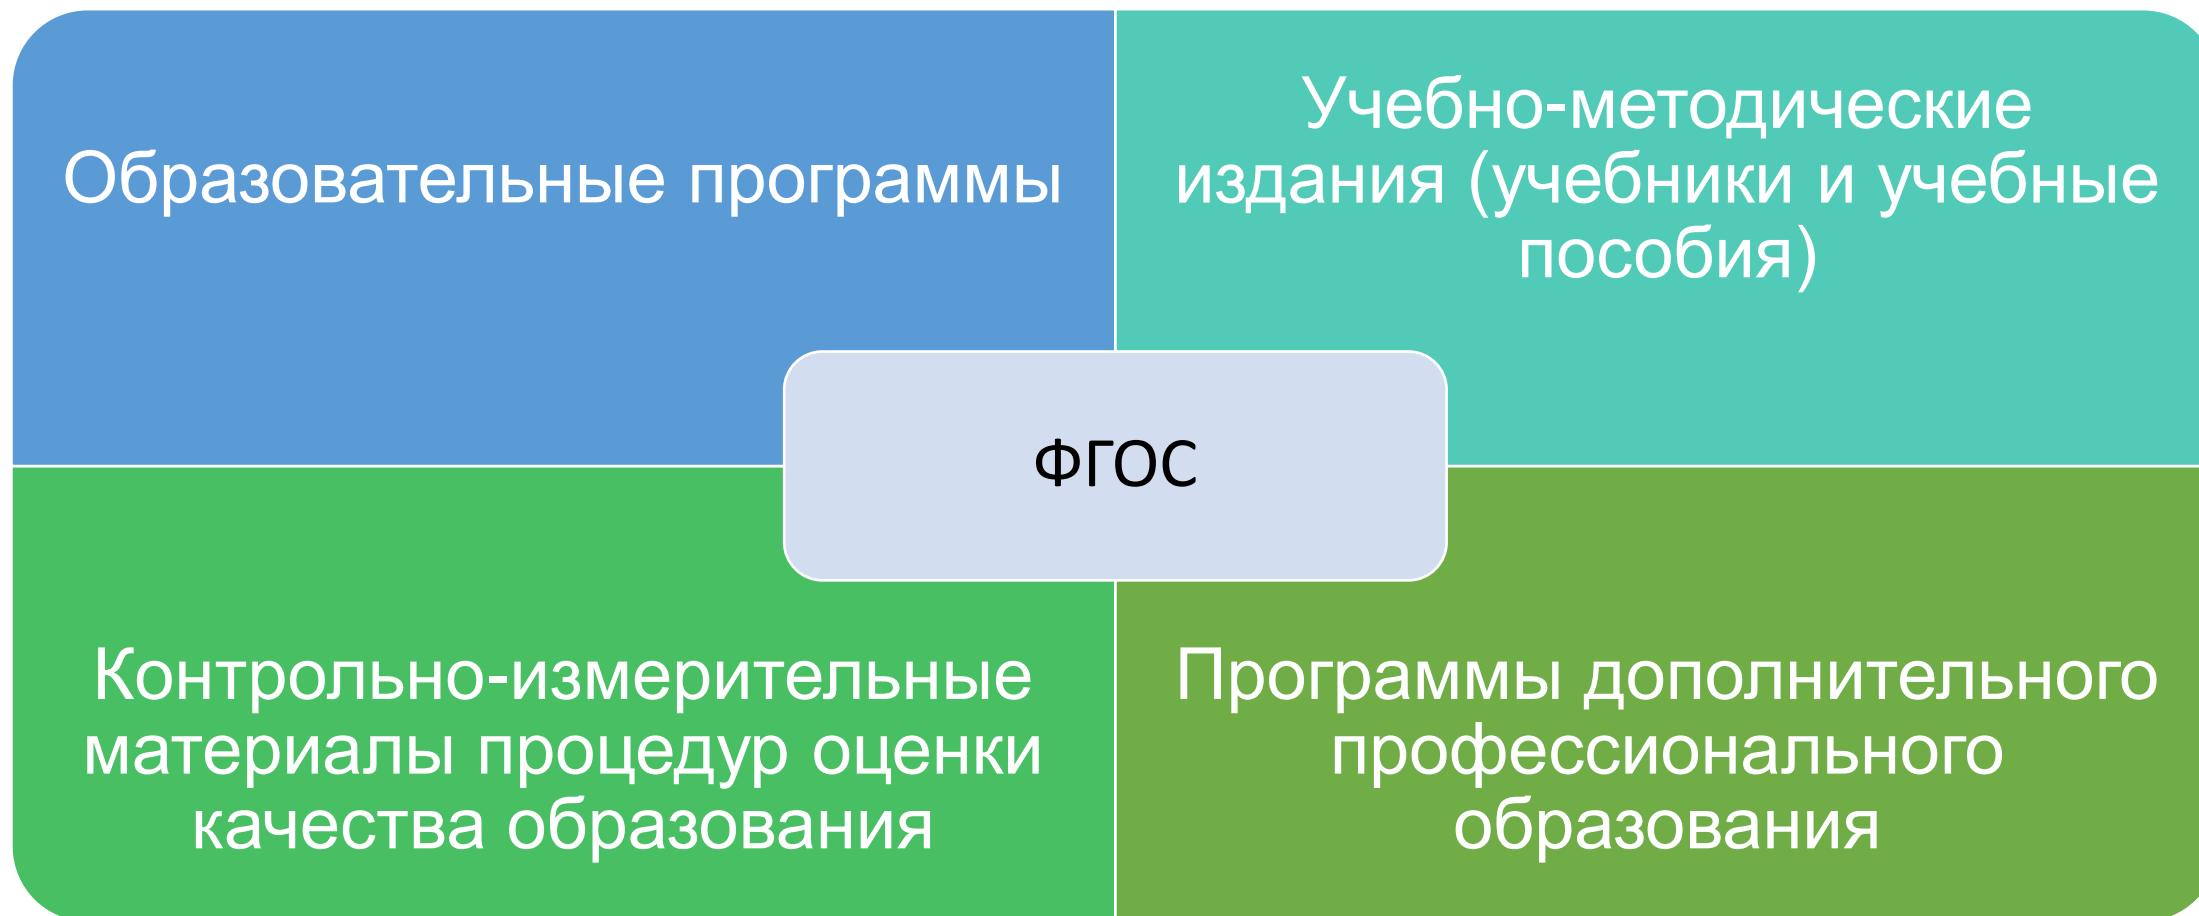 Образовательные программы
Учебно-методические
издания (учебники и учебные
пособия)
ФГОС
Контрольно-измерительные
материалы процедур оценки
качества образования
Программы дополнительного
профессионального
образования